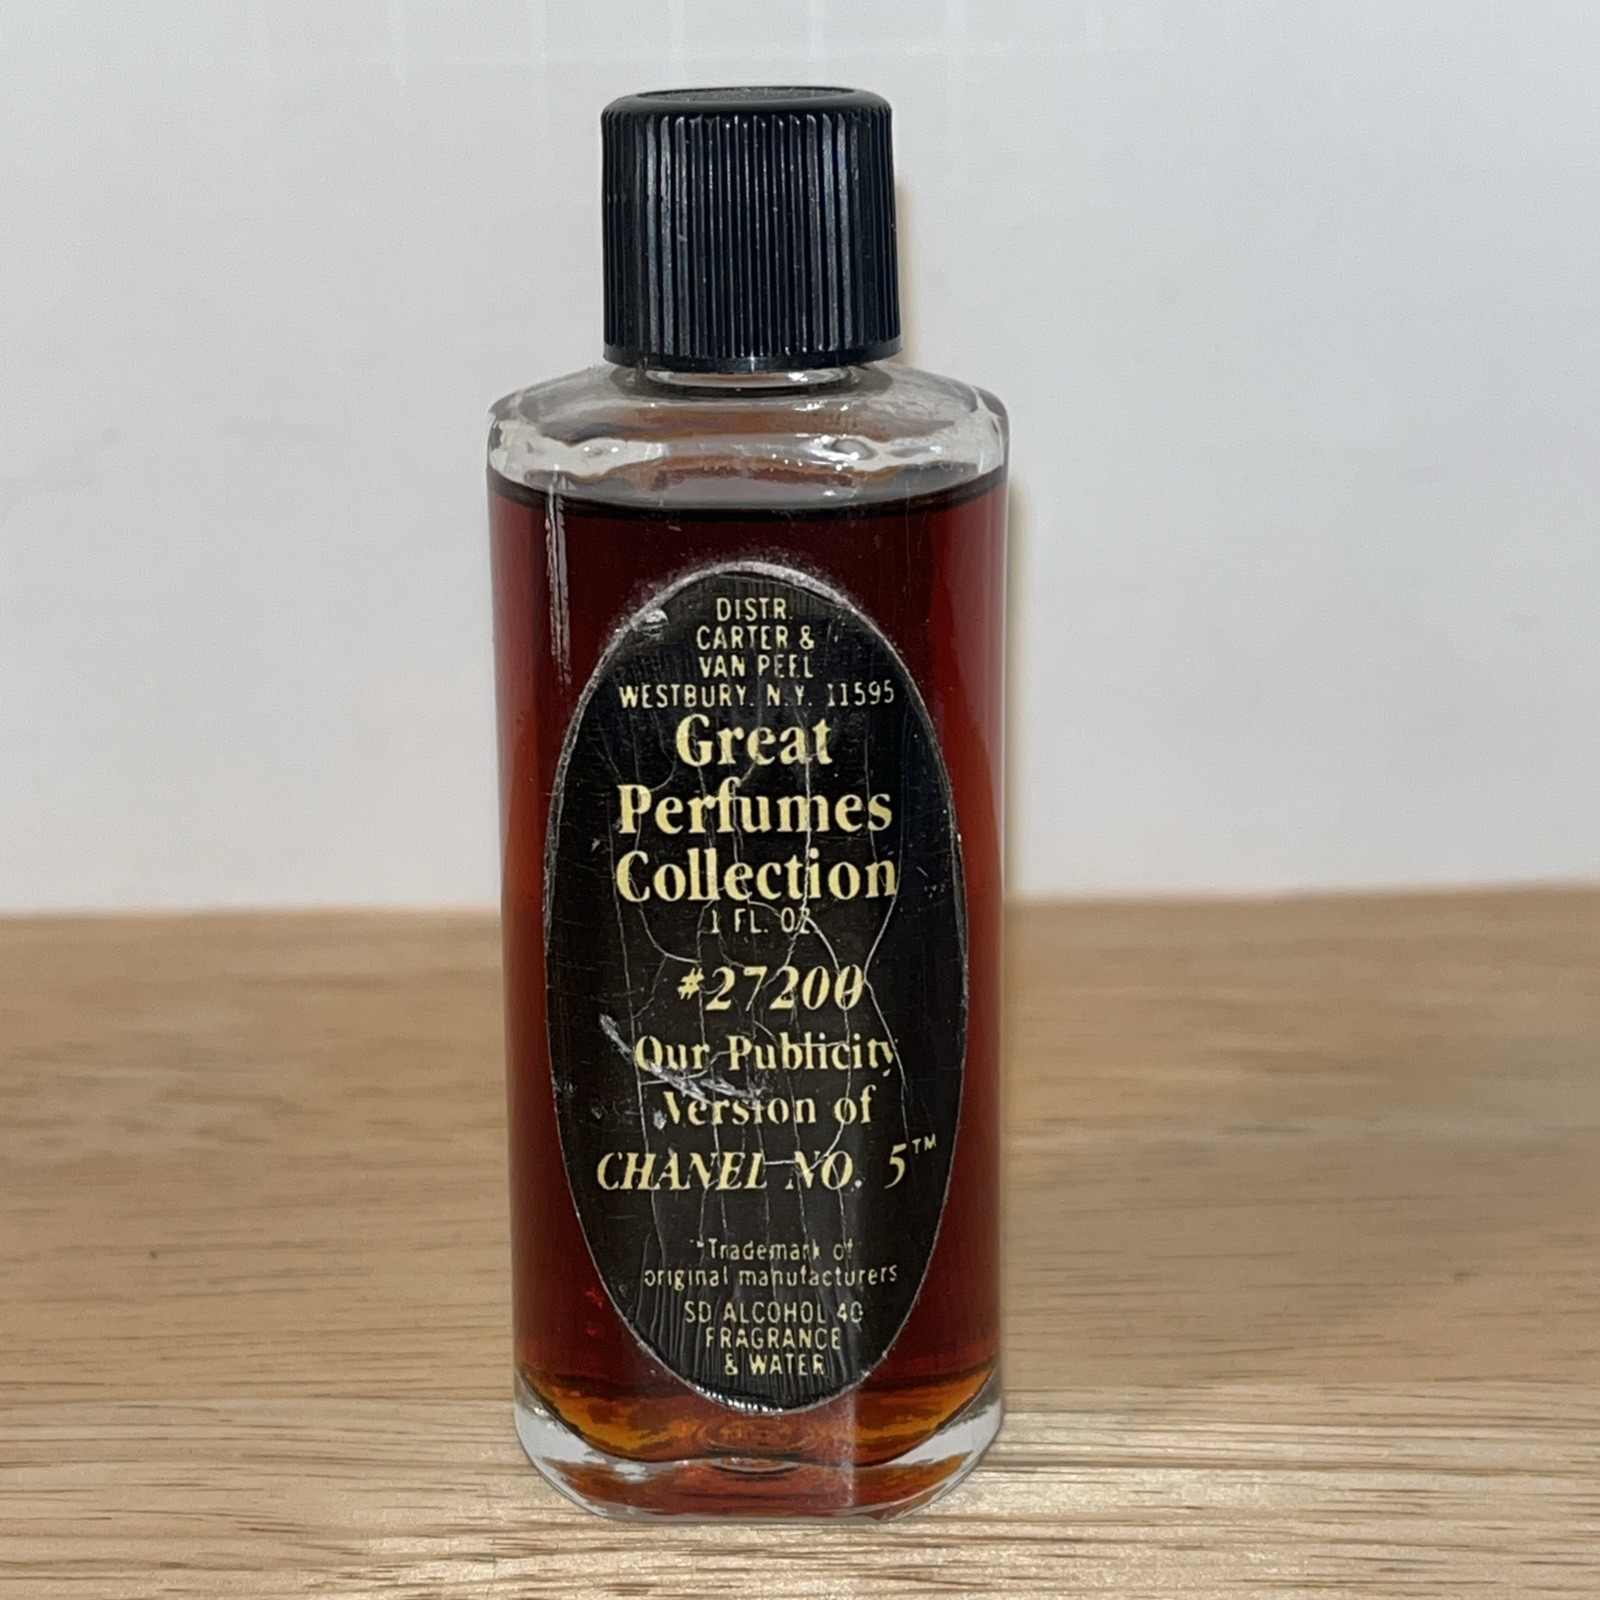 DISTR.
CARTER &
VAN PEEL
WESTBURY. N.Y. 11595
Great
Perfumes
Collection
1 FL. OZ.
#27200
Our Publicity
Version of
CHANEL NO. 5™
™Trademark of
original manufacturers
SD ALCOHOL 40
FRAGRANCE
& WATER